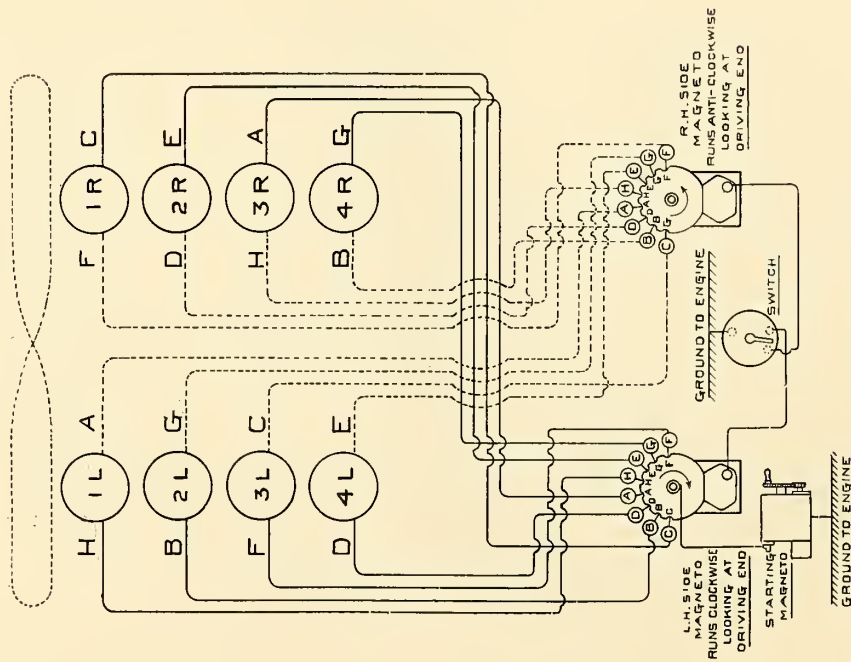 H 1L A F 1R C
B 2L G D 2R E
F 3L C H 3R A
D 4L E B 4R G
C B D A H E G F
C B D A H E G F
L.H. SIDE
MAGNETO
RUNS CLOCKWISE
LOOKING AT
DRIVING END
STARTING
MAGNETO
GROUND TO ENGINE
GROUND TO ENGINE
SWITCH
C B D A H E G F
G B D A H E G F
R.H. SIDE
MAGNETO
RUNS ANTI-CLOCKWISE
LOOKING AT
DRIVING END